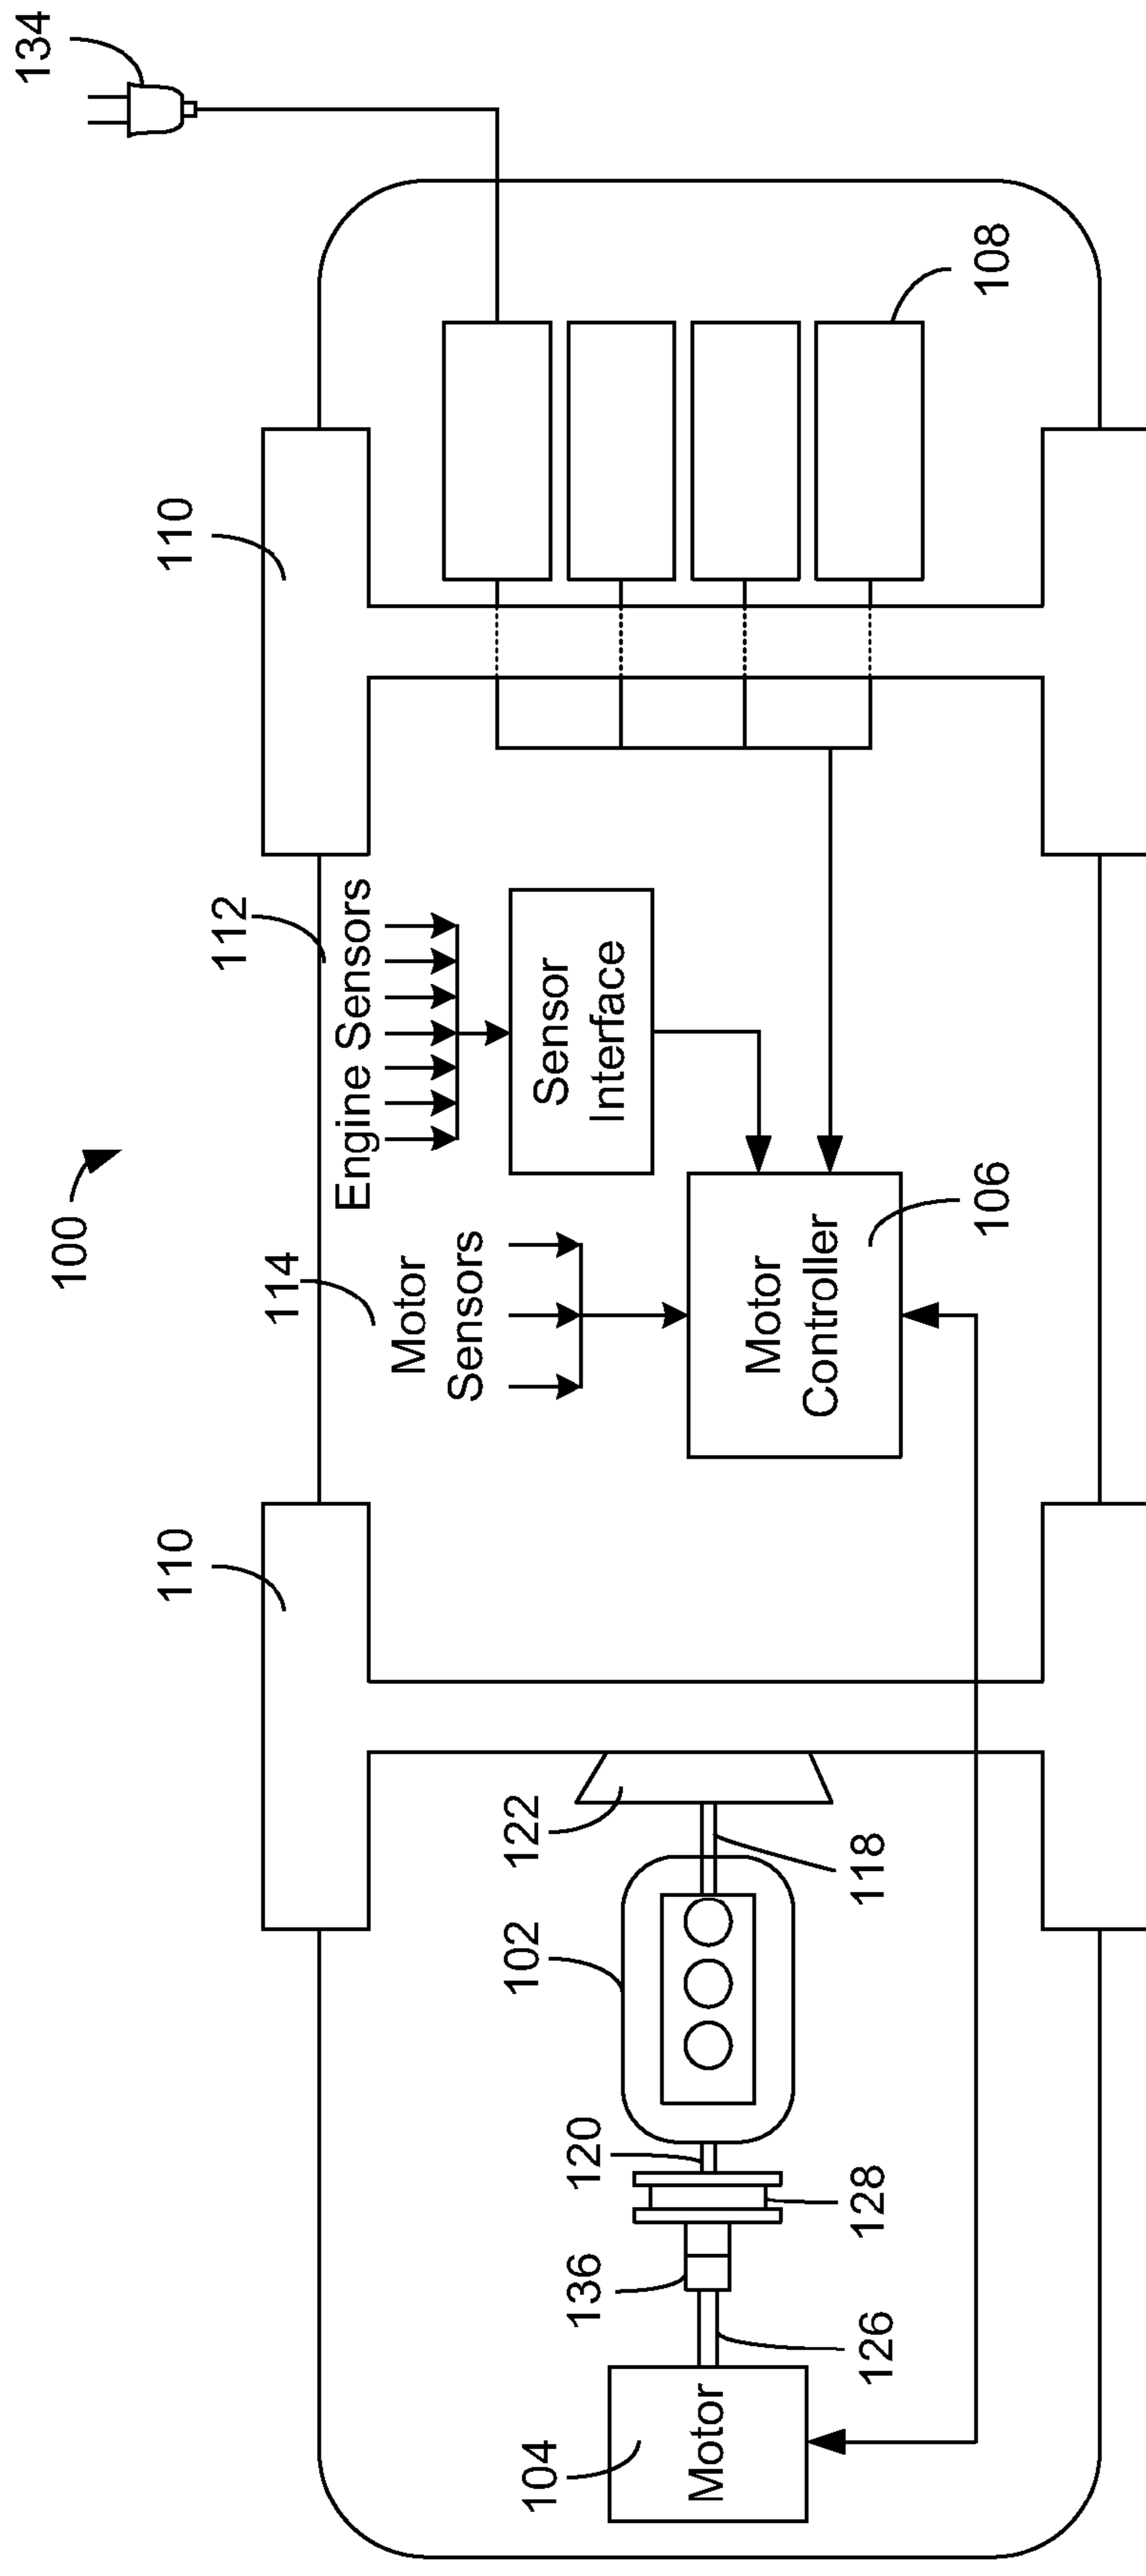 100
134
110
110
112
114
Engine Sensors
Motor
Sensors
Sensor
Interface
Motor
Controller
106
108
122
102
118
120
128
136
126
104
Motor